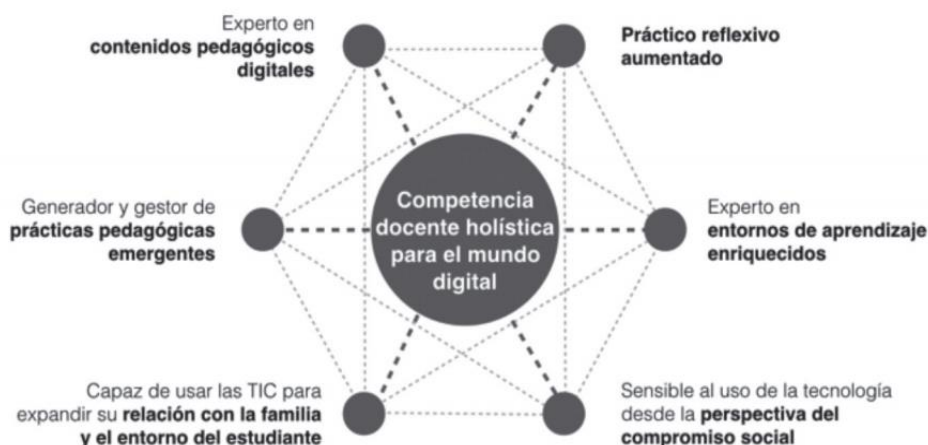 Experto en
contenidos pedagógicos
digitales
Práctico reflexivo
aumentado
Generador y gestor de
prácticas pedagógicas
emergentes
Competencia
docente holística
para el mundo
digital
Experto en
entornos de aprendizaje
enriquecidos
Capaz de usar las TIC para
expandir su relación con la familia
y el entorno del estudiante
Sensible al uso de la tecnología
desde la perspectiva del
compromiso social